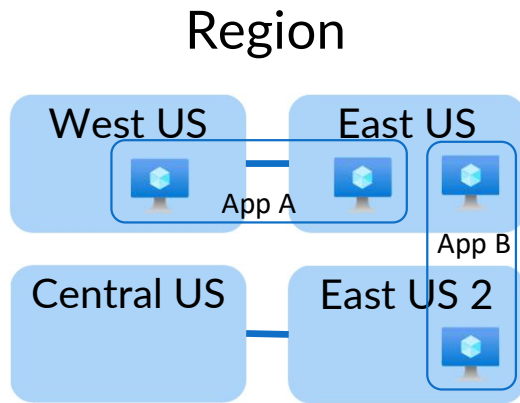 Region
West US
East US
App A
App B
Central US
East US 2